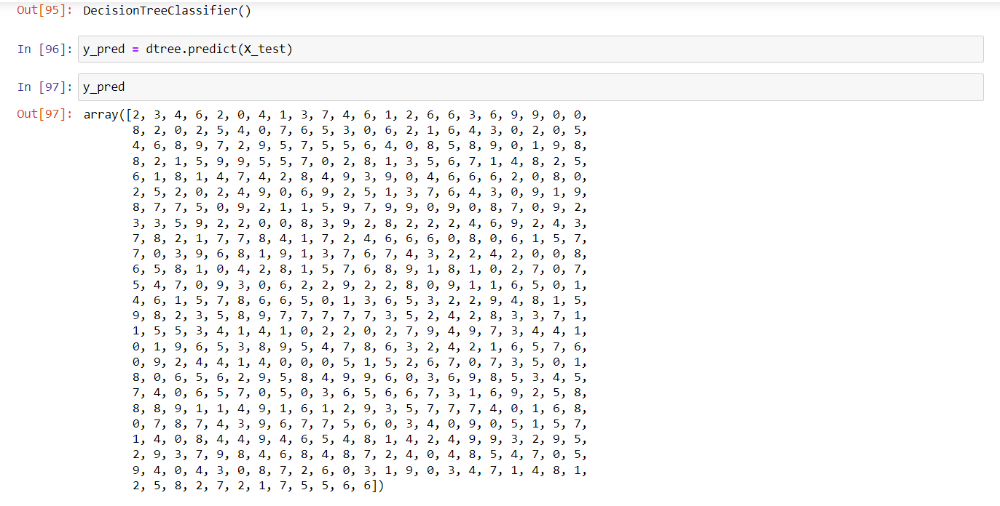 Out[95]: DecisionTreeClassifier()
In [96]: y_pred = dtree.predict(X_test)
In [97]: y_pred
Out[97]: array([2, 3, 4, 6, 2, 0, 4, 1, 3, 7, 4, 6, 1, 2, 6, 6, 3, 6, 9, 9, 0, 0,
8, 2, 0, 2, 5, 4, 0, 7, 6, 5, 3, 0, 6, 2, 1, 6, 4, 3, 0, 2, 0, 5,
4, 6, 8, 9, 7, 2, 9, 5, 7, 5, 5, 6, 4, 0, 8, 5, 8, 9, 0, 1, 9, 8,
8, 2, 1, 5, 9, 9, 5, 5, 7, 0, 2, 8, 1, 3, 5, 6, 7, 1, 4, 8, 2, 5,
6, 1, 8, 1, 4, 7, 4, 2, 8, 4, 9, 3, 9, 0, 4, 6, 6, 6, 2, 0, 8, 0,
2, 5, 2, 0, 2, 4, 9, 0, 6, 9, 2, 5, 1, 3, 7, 6, 4, 3, 0, 9, 1, 9,
8, 7, 7, 5, 0, 9, 2, 1, 1, 5, 9, 7, 9, 9, 0, 9, 0, 8, 7, 0, 9, 2,
3, 3, 5, 9, 2, 2, 0, 0, 8, 3, 9, 2, 8, 2, 2, 2, 4, 6, 9, 2, 4, 3,
7, 8, 2, 1, 7, 7, 8, 4, 1, 7, 2, 4, 6, 6, 6, 0, 8, 0, 6, 1, 5, 7,
7, 0, 3, 9, 6, 8, 1, 9, 1, 3, 7, 6, 7, 4, 3, 2, 2, 4, 2, 0, 0, 8,
6, 5, 8, 1, 0, 4, 2, 8, 1, 5, 7, 6, 8, 9, 1, 8, 1, 0, 2, 7, 0, 7,
5, 4, 7, 0, 9, 3, 0, 6, 2, 2, 9, 2, 2, 8, 0, 9, 1, 1, 6, 5, 0, 1,
4, 6, 1, 5, 7, 8, 6, 6, 5, 0, 1, 3, 6, 5, 3, 2, 2, 9, 4, 8, 1, 5,
9, 8, 2, 3, 5, 8, 9, 7, 7, 7, 7, 7, 3, 5, 2, 4, 2, 8, 3, 3, 7, 1,
1, 5, 5, 3, 4, 1, 4, 1, 0, 2, 2, 0, 2, 7, 9, 4, 9, 7, 3, 4, 4, 1,
0, 1, 9, 6, 5, 3, 8, 9, 5, 4, 7, 8, 6, 3, 2, 4, 2, 1, 6, 5, 7, 6,
0, 9, 2, 4, 4, 1, 4, 0, 0, 0, 5, 1, 5, 2, 6, 7, 0, 7, 3, 5, 0, 1,
8, 0, 6, 5, 6, 2, 9, 5, 8, 4, 9, 9, 6, 0, 3, 6, 9, 8, 5, 3, 4, 5,
7, 4, 0, 6, 5, 7, 0, 5, 0, 3, 6, 5, 6, 6, 7, 3, 1, 6, 9, 2, 5, 8,
8, 8, 9, 1, 1, 4, 9, 1, 6, 1, 2, 9, 3, 5, 7, 7, 7, 4, 0, 1, 6, 8,
0, 7, 8, 7, 4, 3, 9, 6, 7, 7, 5, 6, 0, 3, 4, 0, 9, 0, 5, 1, 5, 7,
1, 4, 0, 8, 4, 4, 9, 4, 6, 5, 4, 8, 1, 4, 2, 4, 9, 9, 3, 2, 9, 5,
2, 9, 3, 7, 9, 8, 4, 6, 8, 4, 8, 7, 2, 4, 0, 4, 8, 5, 4, 7, 0, 5,
9, 4, 0, 4, 3, 0, 8, 7, 2, 6, 0, 3, 1, 9, 0, 3, 4, 7, 1, 4, 8, 1,
2, 5, 8, 2, 7, 2, 1, 7, 5, 5, 6, 6])